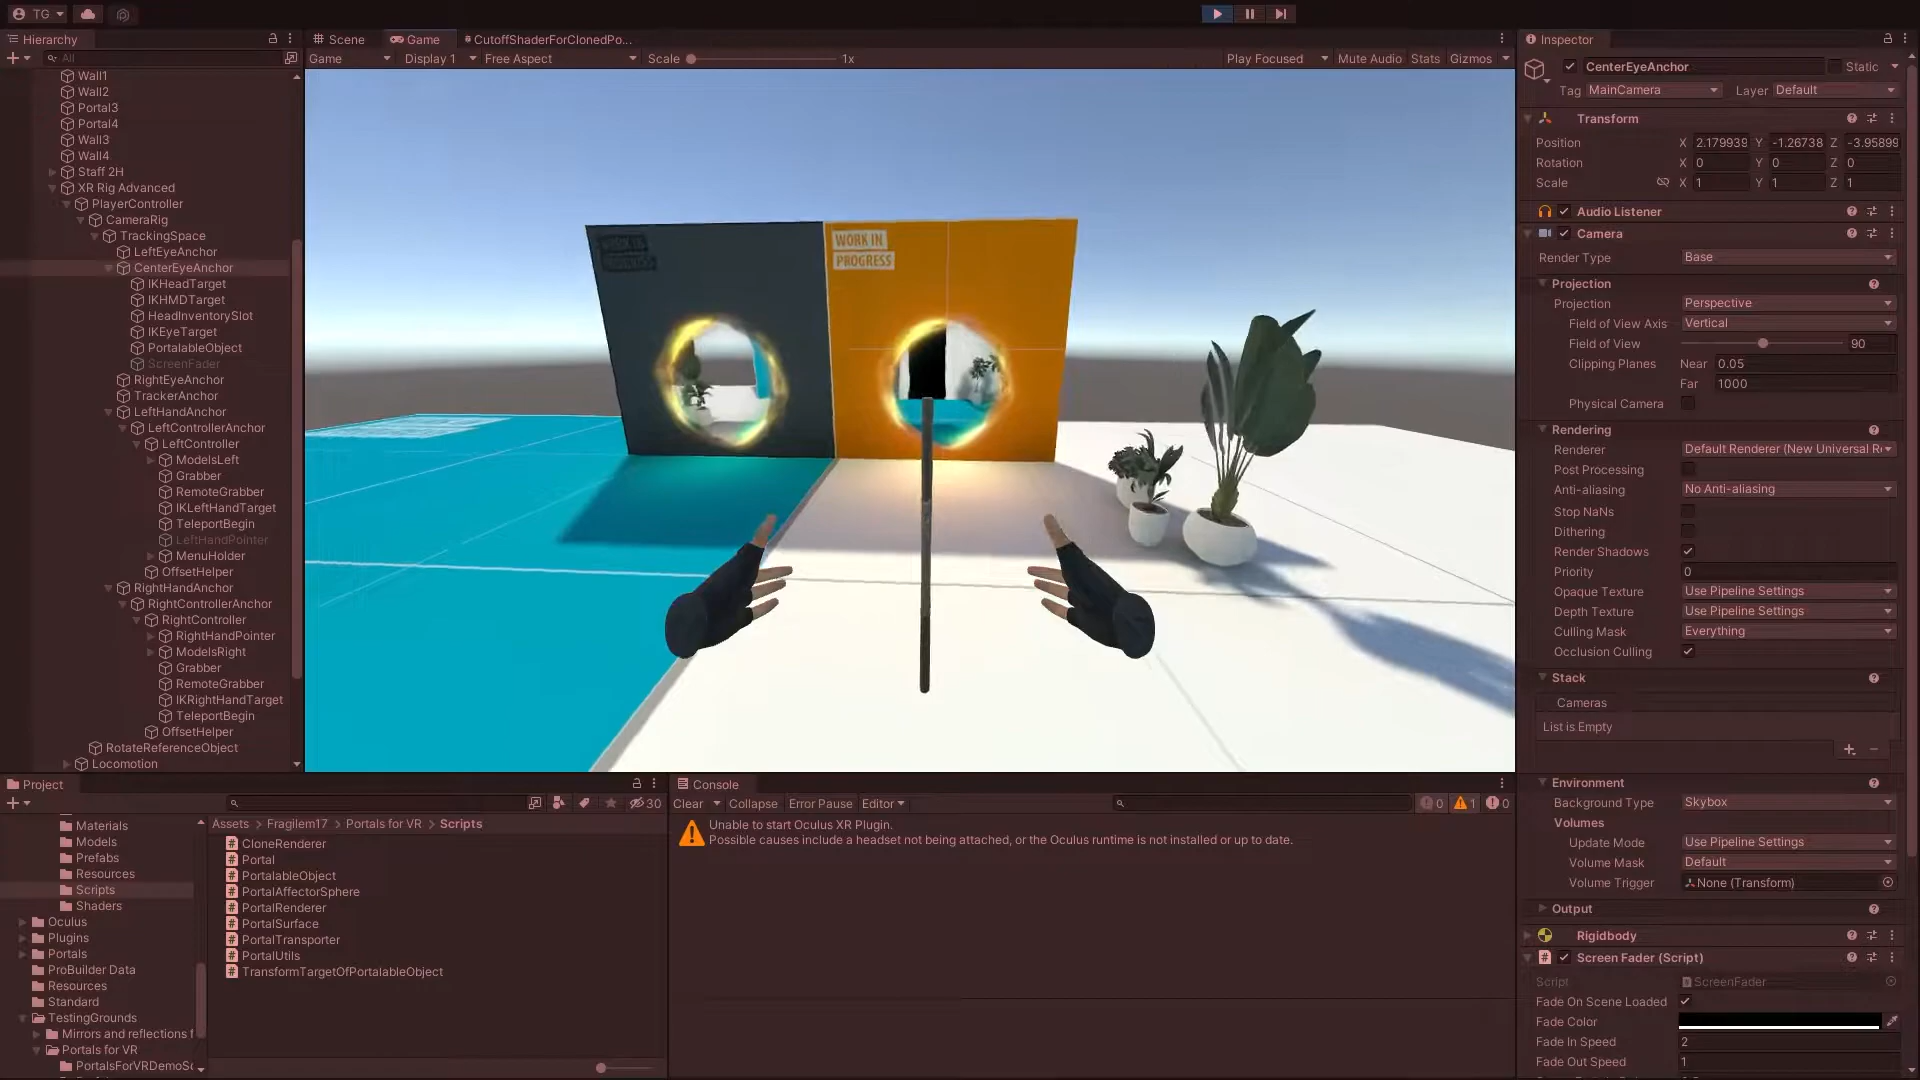 TG
Hierarchy
All
Wall1
Wall2
Portal3
Portal4
Wall3
Wall4
Staff 2H
XR Rig Advanced
PlayerController
CameraRig
TrackingSpace
LeftEyeAnchor
CenterEyeAnchor
IKHeadTarget
IKHMDTarget
HeadInventorySlot
IKEyeTarget
PortalableObject
ScreenFader
RightEyeAnchor
TrackerAnchor
LeftHandAnchor
LeftControllerAnchor
LeftController
ModelsLeft
Grabber
RemoteGrabber
IKLeftHandTarget
TeleportBegin
LeftHandPointer
MenuHolder
OffsetHelper
RightHandAnchor
RightControllerAnchor
RightController
RightHandPointer
ModelsRight
Grabber
RemoteGrabber
IKRightHandTarget
TeleportBegin
OffsetHelper
RotateReferenceObject
Locomotion
Scene Game CutoffShaderForClonedPo...
Game Display 1 Free Aspect Scale 1x Play Focused Mute Audio Stats Gizmos
WORK IN
PROGRESS
Inspector
CenterEyeAnchor Static
Tag MainCamera Layer Default
Transform
Position X 2.179939 Y -1.26738 Z -3.95899
Rotation X 0 Y 0 Z 0
Scale X 1 Y 1 Z 1
Audio Listener
Camera
Render Type Base
Projection
Projection Perspective
Field of View Axis Vertical
Field of View 90
Clipping Planes Near 0.05
Far 1000
Physical Camera
Rendering
Renderer Default Renderer (New Universal R
Post Processing
Anti-aliasing No Anti-aliasing
Stop NaNs
Dithering
Render Shadows
Priority 0
Opaque Texture Use Pipeline Settings
Depth Texture Use Pipeline Settings
Culling Mask Everything
Occlusion Culling
Stack
Cameras
List is Empty
Environment
Background Type Skybox
Volumes
Update Mode Use Pipeline Settings
Volume Mask Default
Volume Trigger None (Transform)
Output
Rigidbody
Screen Fader (Script)
Script ScreenFader
Fade On Scene Loaded
Fade Color
Fade In Speed 2
Fade Out Speed 1
Project
30
Materials
Models
Prefabs
Resources
Scripts
Shaders
Oculus
Plugins
Portals
ProBuilder Data
Resources
Standard
TestingGrounds
Mirrors and reflections f
Portals for VR
PortalsForVRDemoSc
Assets > Fragilem17 > Portals for VR > Scripts
CloneRenderer
Portal
PortalableObject
PortalAffectorSphere
PortalRenderer
PortalSurface
PortalTransporter
PortalUtils
TransformTargetOfPortalableObject
Console
Clear Collapse Error Pause Editor 0 1 0
Unable to start Oculus XR Plugin.
Possible causes include a headset not being attached, or the Oculus runtime is not installed or up to date.